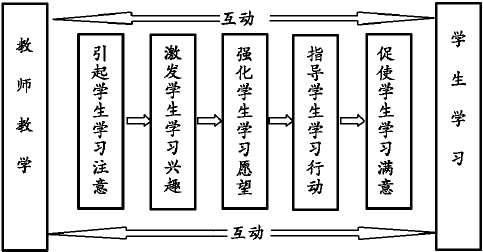 互动
教师教学
引起学生学习注意
激发学生学习兴趣
强化学生学习愿望
指导学生学习行动
促使学生学习满意
学生学习
互动